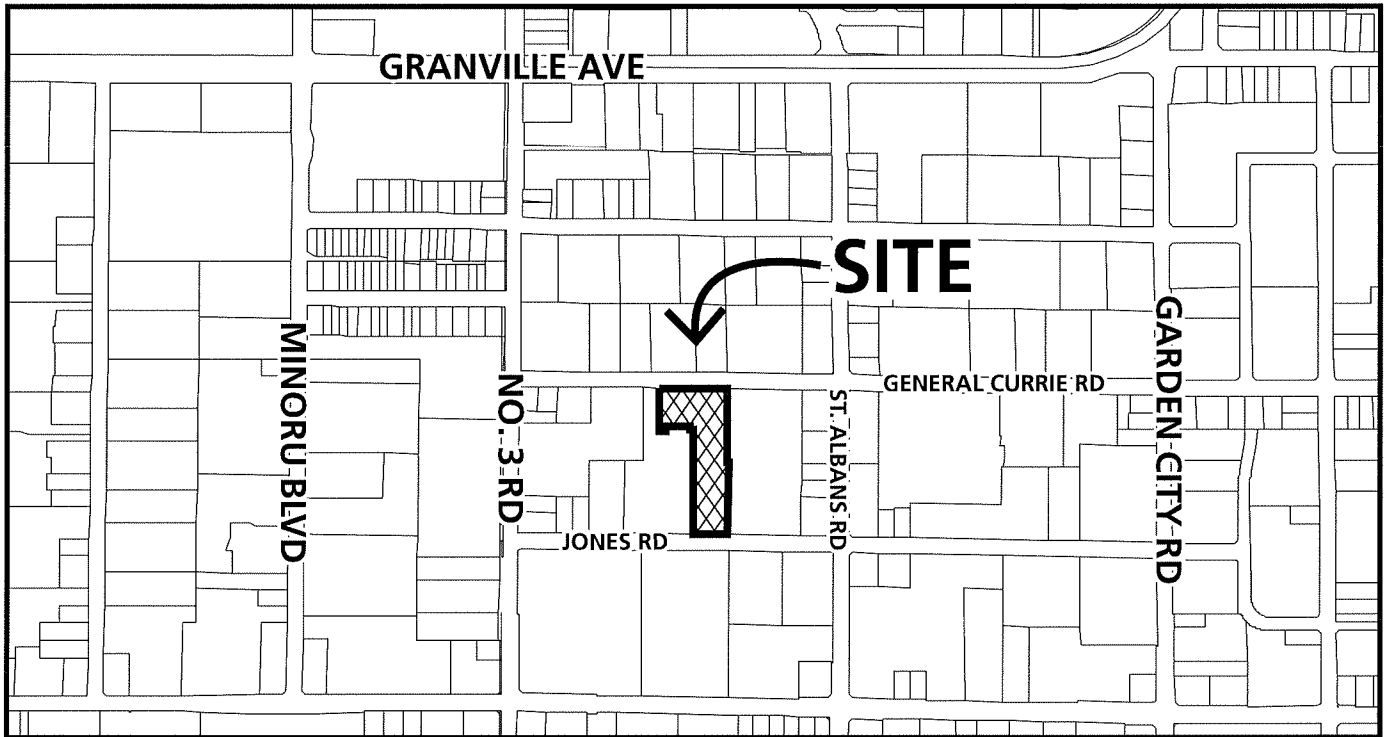 GRANVILLE AVE
SITE
MINORU BLVD
NO. 3 RD
GENERAL CURRIE RD
ST. ALBANS RD
GARDEN CITY RD
JONES RD